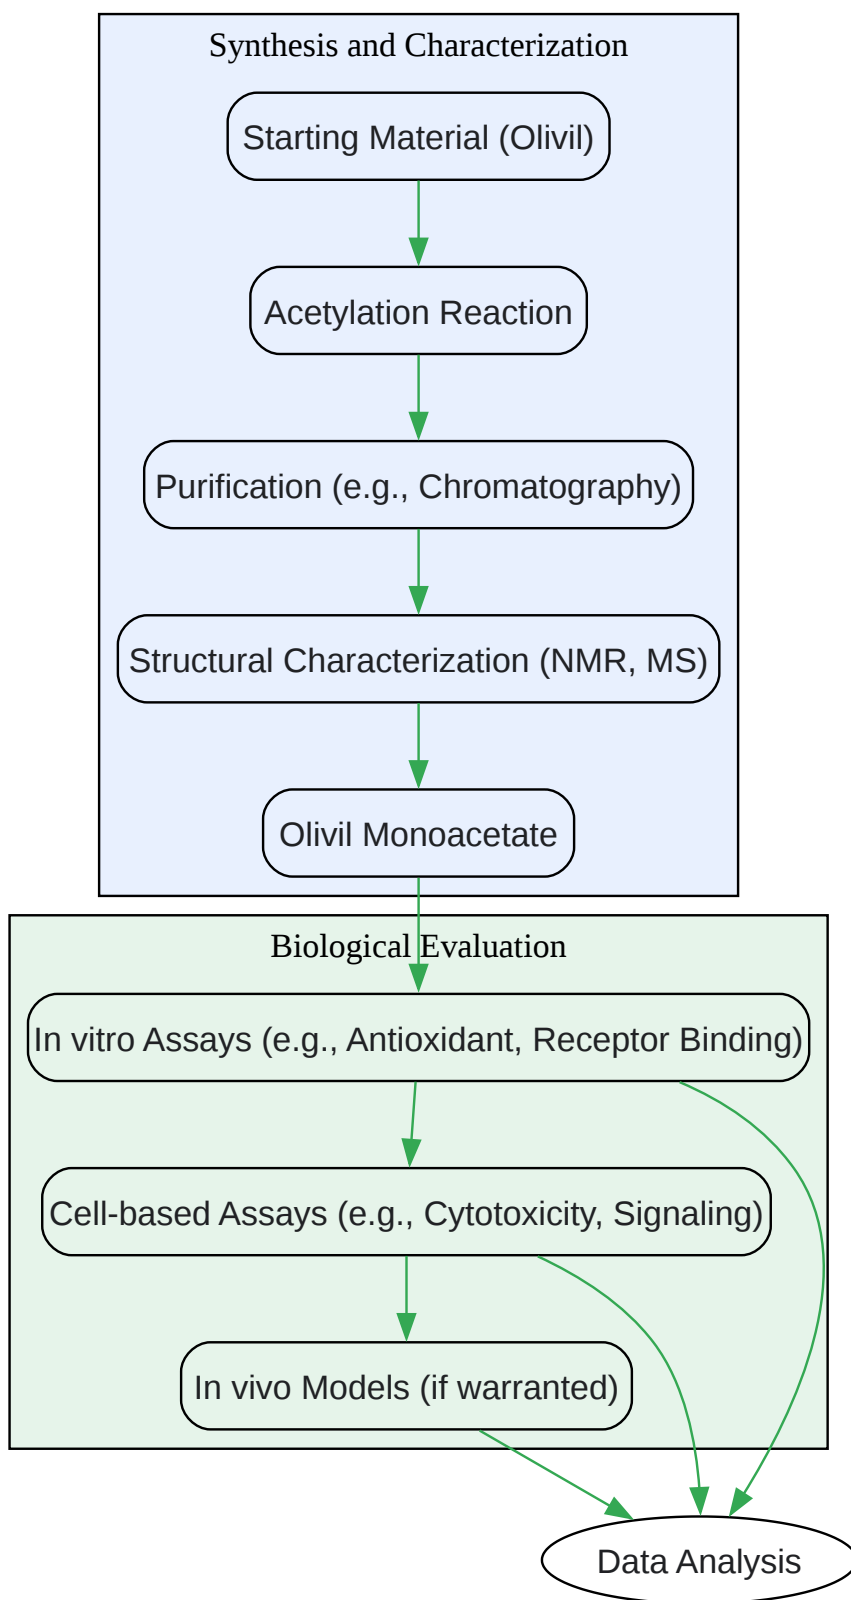 Synthesis and Characterization
Starting Material (Olivil)
Acetylation Reaction
Purification (e.g., Chromatography)
Structural Characterization (NMR, MS)
Olivil Monoacetate
Biological Evaluation
In vitro Assays (e.g., Antioxidant, Receptor Binding)
Cell-based Assays (e.g., Cytotoxicity, Signaling)
In vivo Models (if warranted)
Data Analysis